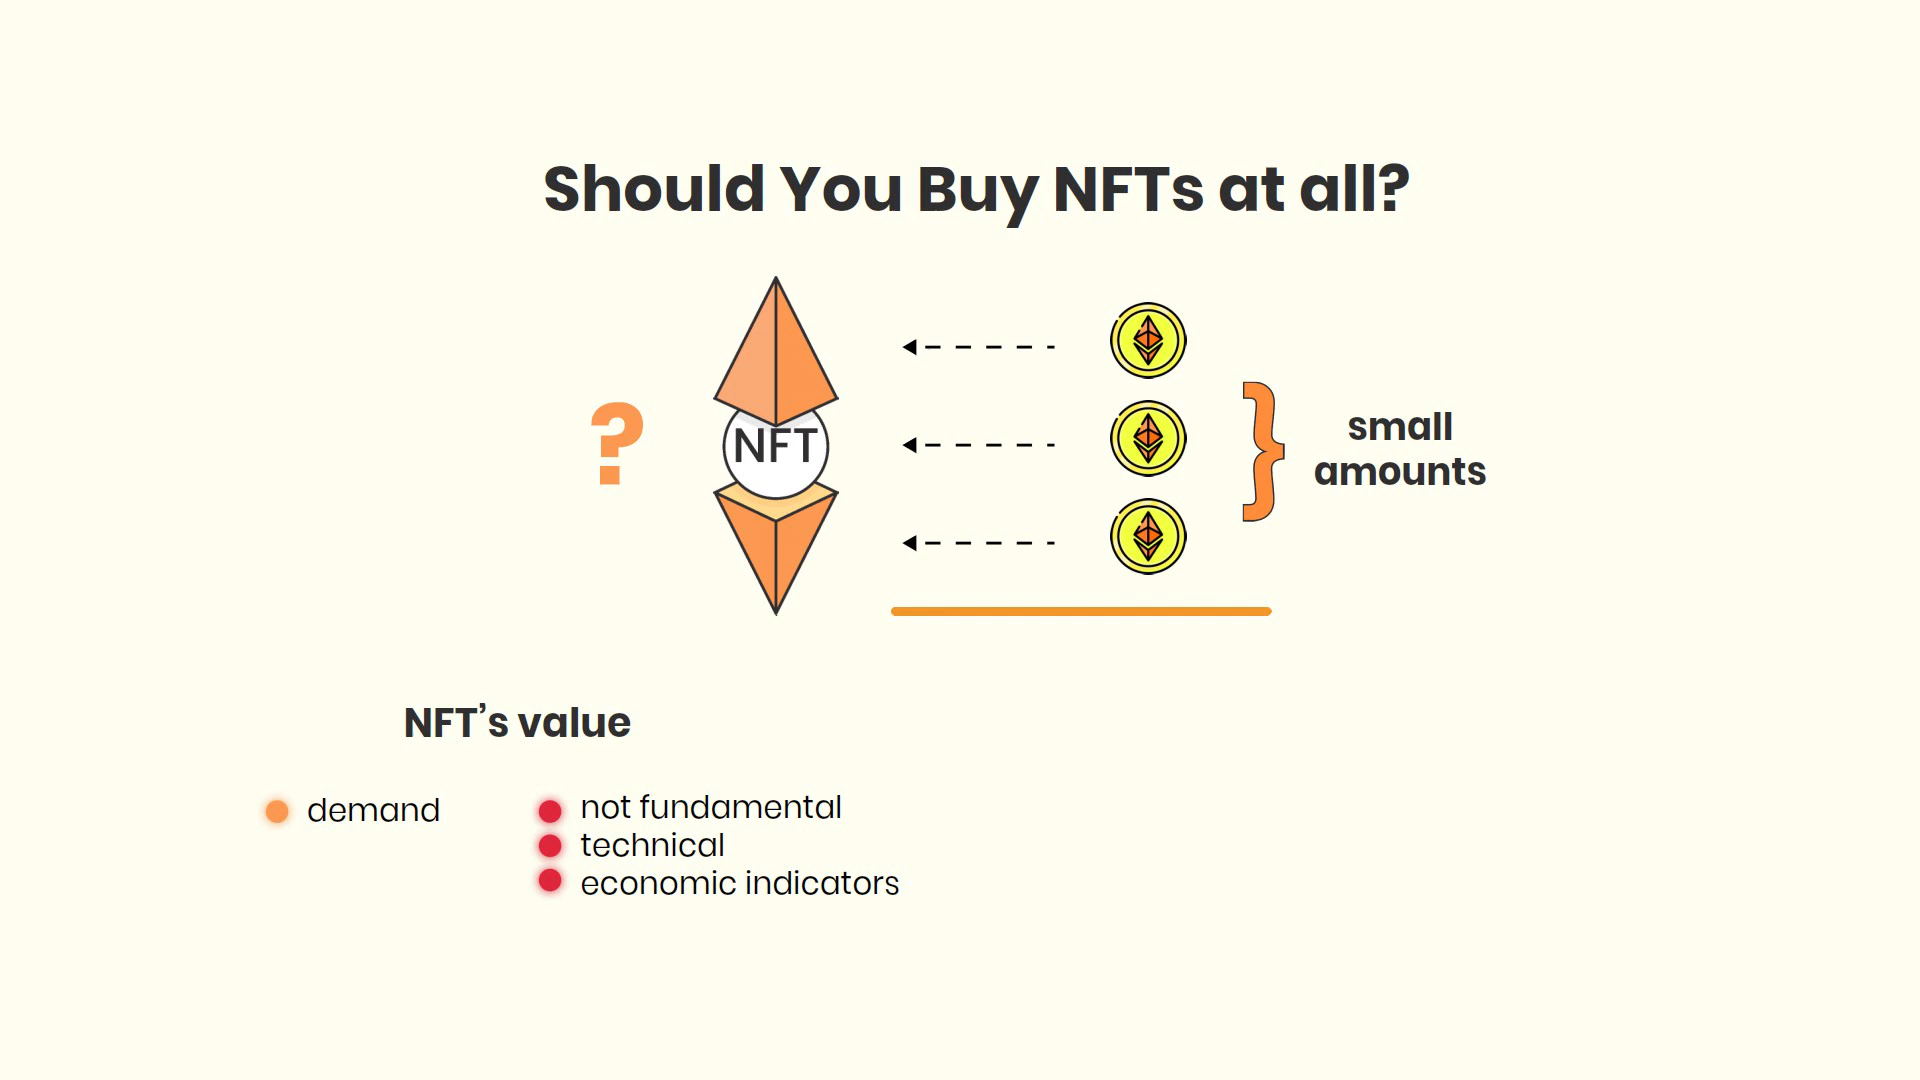 Should You Buy NFTs at all?
?
NFT
small
amounts
NFT’s value
demand
not fundamental
technical
economic indicators